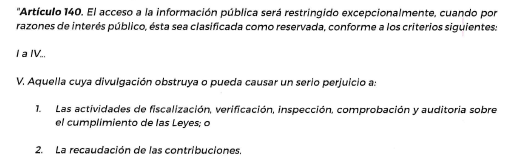 "Artículo 140. El acceso a la información pública será restringido excepcionalmente, cuando por
razones de interés público, ésta sea clasificada como reservada, conforme a los criterios siguientes:
I a IV...
V. Aquella cuya divulgación obstruya o pueda causar un serio perjuicio a:
1. Las actividades de fiscalización, verificación, inspección, comprobación y auditoria sobre
el cumplimiento de las Leyes; o
2. La recaudación de las contribuciones.